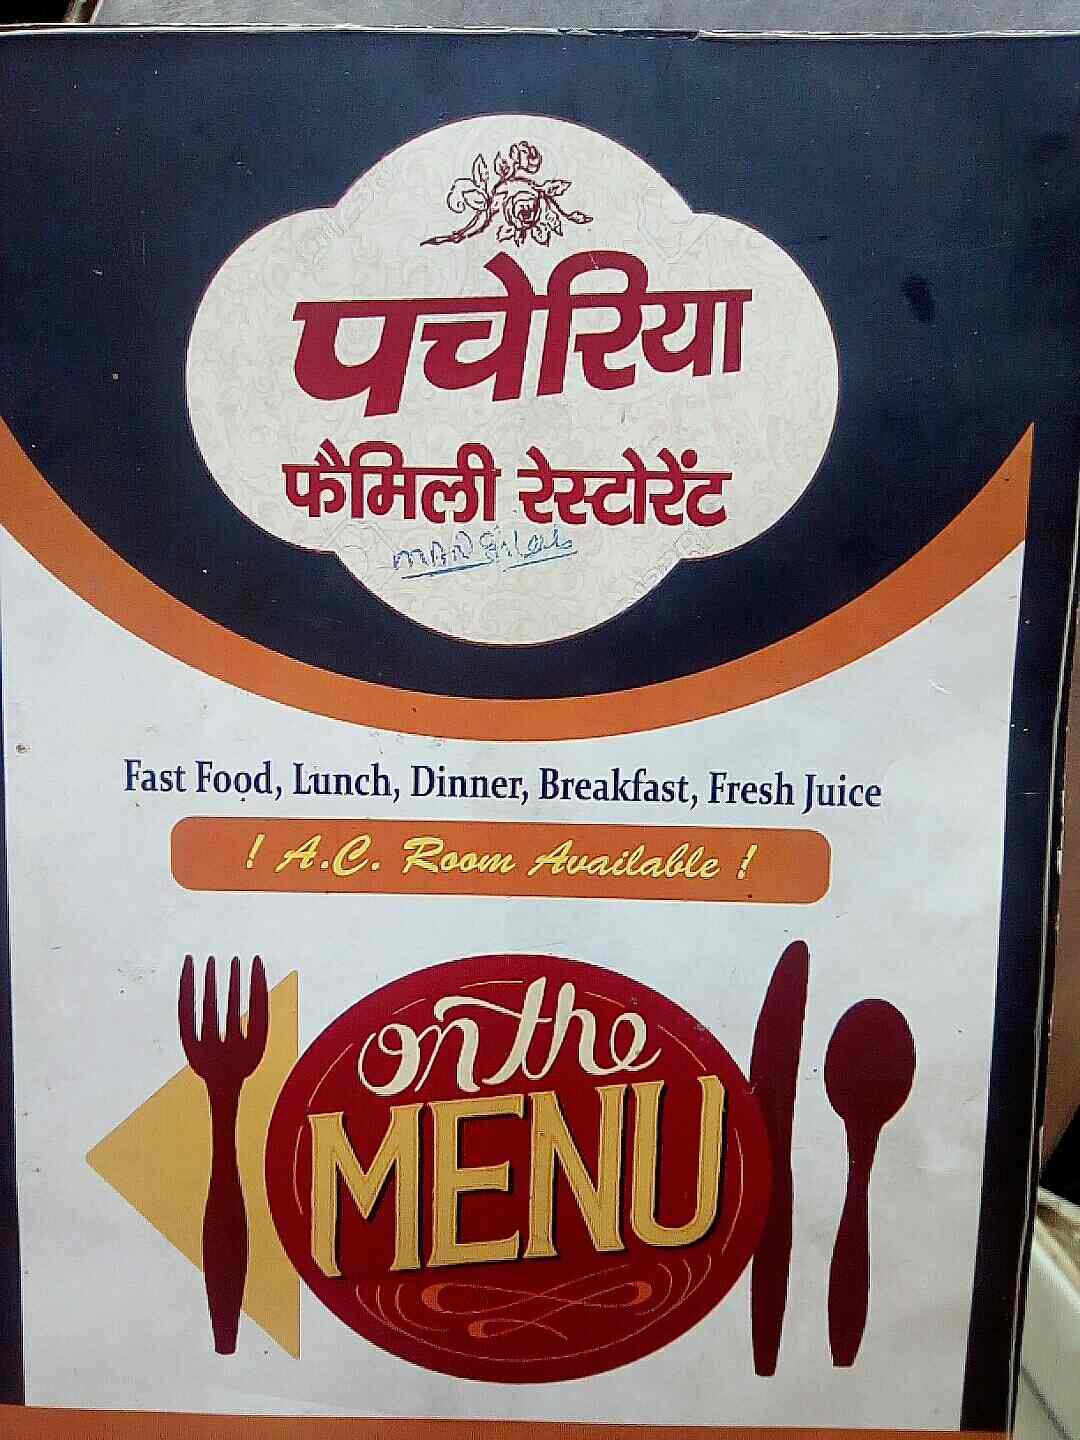 पचेरिया
फैमिली रेस्टोरेंट
Fast Food, Lunch, Dinner, Breakfast, Fresh Juice
! A.C. Room Available !
on the
MENU